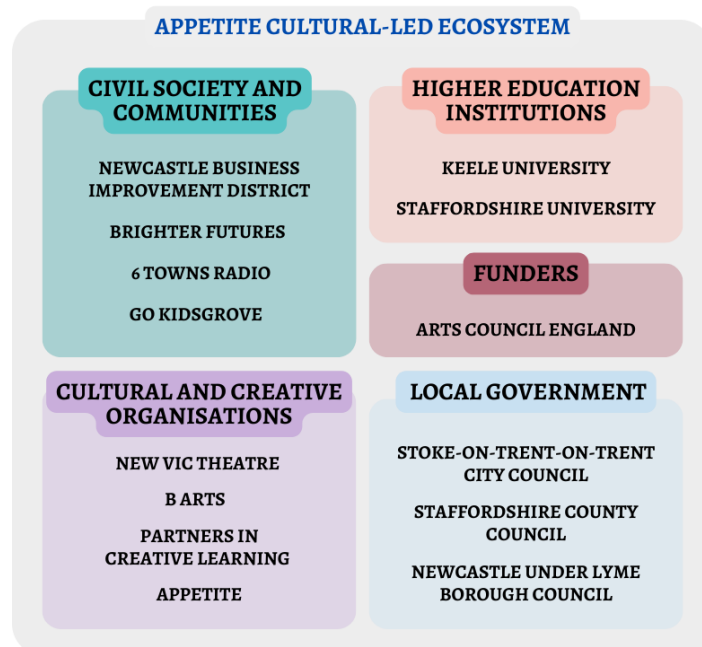 APPETITE CULTURAL-LED ECOSYSTEM
CIVIL SOCIETY AND
COMMUNITIES
NEWCASTLE BUSINESS
IMPROVEMENT DISTRICT
BRIGHTER FUTURES
6 TOWNS RADIO
GO KIDSGROVE
HIGHER EDUCATION
INSTITUTIONS
KEELE UNIVERSITY
STAFFORDSHIRE UNIVERSITY
FUNDERS
ARTS COUNCIL ENGLAND
CULTURAL AND CREATIVE
ORGANISATIONS
NEW VIC THEATRE
B ARTS
PARTNERS IN
CREATIVE LEARNING
APPETITE
LOCAL GOVERNMENT
STOKE-ON-TRENT-ON-TRENT
CITY COUNCIL
STAFFORDSHIRE COUNTY
COUNCIL
NEWCASTLE UNDER LYME
BOROUGH COUNCIL